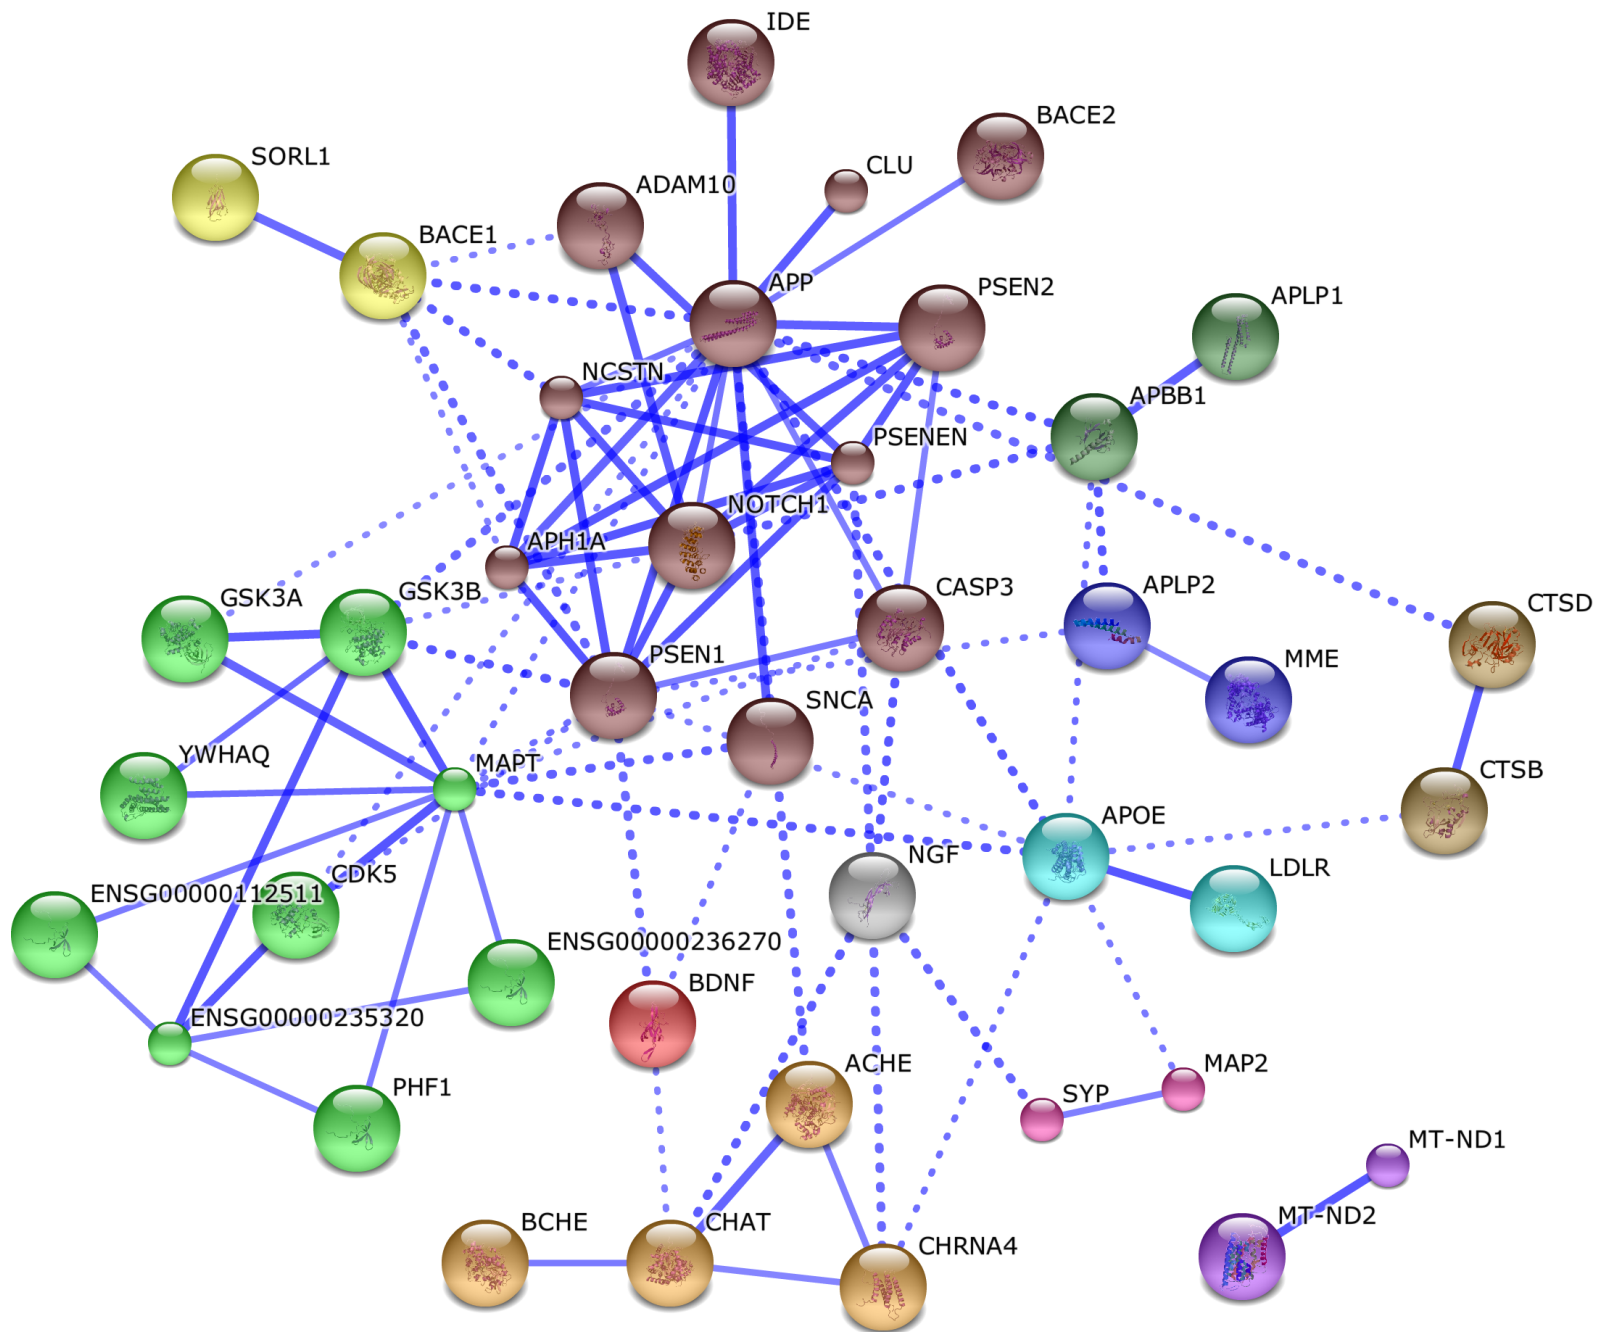 IDE
BACE2
SORL1
CLU
ADAM10
BACE1
APP
PSEN2
APLP1
NCSTN
APBB1
PSENEN
NOTCH1
APH1A
GSK3A
GSK3B
CASP3
APLP2
CTSD
PSEN1
MME
SNCA
YWHAQ
MAPT
CTSB
APOE
NGF
LDLR
CDK5
ENSG00000112511
ENSG00000236270
BDNF
ENSG00000235320
ACHE
MAP2
PHF1
SYP
MT-ND1
BCHE
CHAT
MT-ND2
CHRNA4